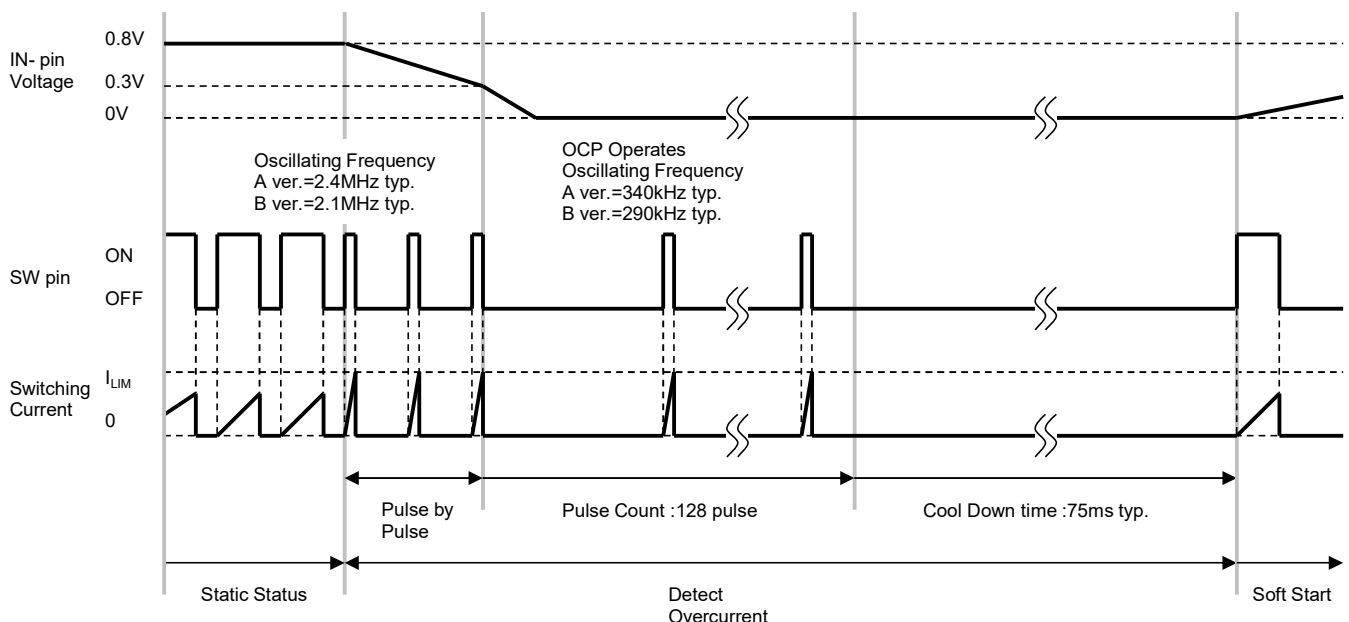 0.8V
IN- pin
Voltage
0.3V
0V
Oscillating Frequency
A ver.=2.4MHz typ.
B ver.=2.1MHz typ.
OCP Operates
Oscillating Frequency
A ver.=340kHz typ.
B ver.=290kHz typ.
SW pin
ON
OFF
Switching
Current
ILIM
0
Pulse by
Pulse
Pulse Count :128 pulse
Cool Down time :75ms typ.
Static Status
Detect
Overcurrent
Soft Start